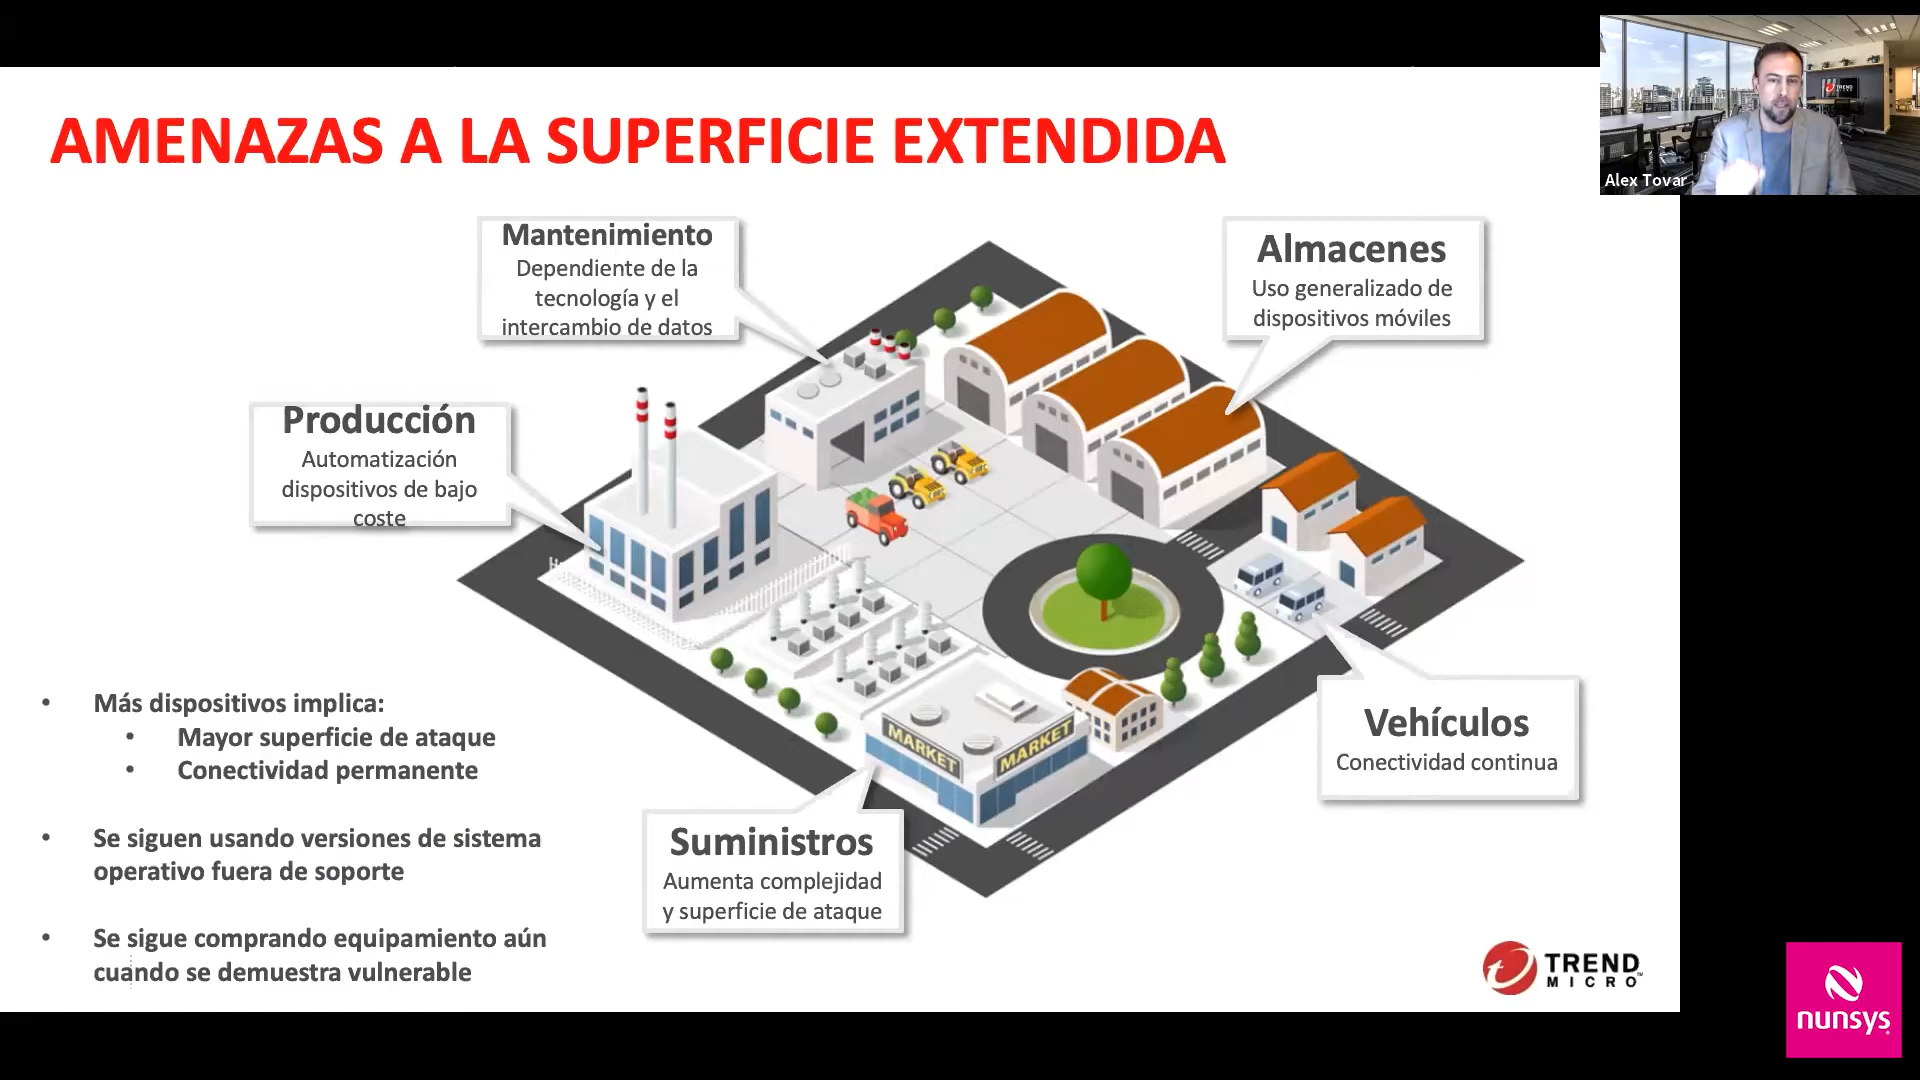 AMENAZAS A LA SUPERFICIE EXTENDIDA
TREND
Alex Tovar
Mantenimiento
Dependiente de la
tecnología y el
intercambio de datos
Almacenes
Uso generalizado de
dispositivos móviles
Producción
Automatización
dispositivos de bajo
coste
MARKET
MARKET
Vehículos
Conectividad continua
Suministros
Aumenta complejidad
y superficie de ataque
• Más dispositivos implica:
• Mayor superficie de ataque
• Conectividad permanente
• Se siguen usando versiones de sistema
operativo fuera de soporte
• Se sigue comprando equipamiento aún
cuando se demuestra vulnerable
TREND
MICRO™
nunsys